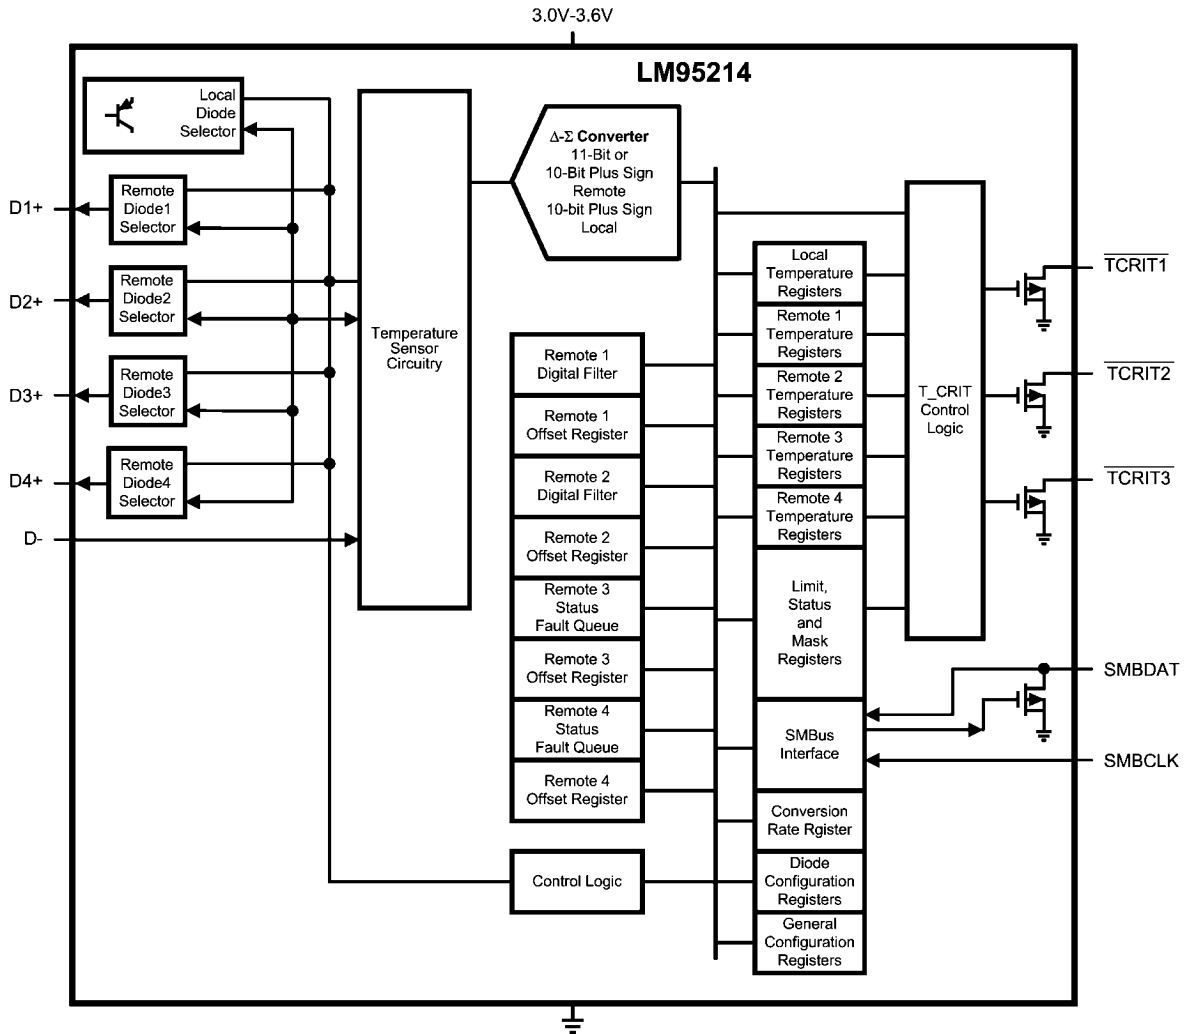 3.0V-3.6V
LM95214
Local
Diode
Selector
Remote
Diode1
Selector
Remote
Diode2
Selector
Remote
Diode3
Selector
Remote
Diode4
Selector
D1+
D2+
D3+
D4+
D-
Temperature
Sensor
Circuitry
Δ-Σ Converter
11-Bit or
10-Bit Plus Sign
Remote
10-bit Plus Sign
Local
Remote 1
Digital Filter
Remote 1
Offset Register
Remote 2
Digital Filter
Remote 2
Offset Register
Remote 3
Status
Fault Queue
Remote 3
Offset Register
Remote 4
Status
Fault Queue
Remote 4
Offset Register
Control Logic
Local
Temperature
Registers
Remote 1
Temperature
Registers
Remote 2
Temperature
Registers
Remote 3
Temperature
Registers
Remote 4
Temperature
Registers
Limit,
Status
and
Mask
Registers
SMBus
Interface
Conversion
Rate Rgister
Diode
Configuration
Registers
General
Configuration
Registers
T_CRIT
Control
Logic
TCRIT1
TCRIT2
TCRIT3
SMBDAT
SMBCLK